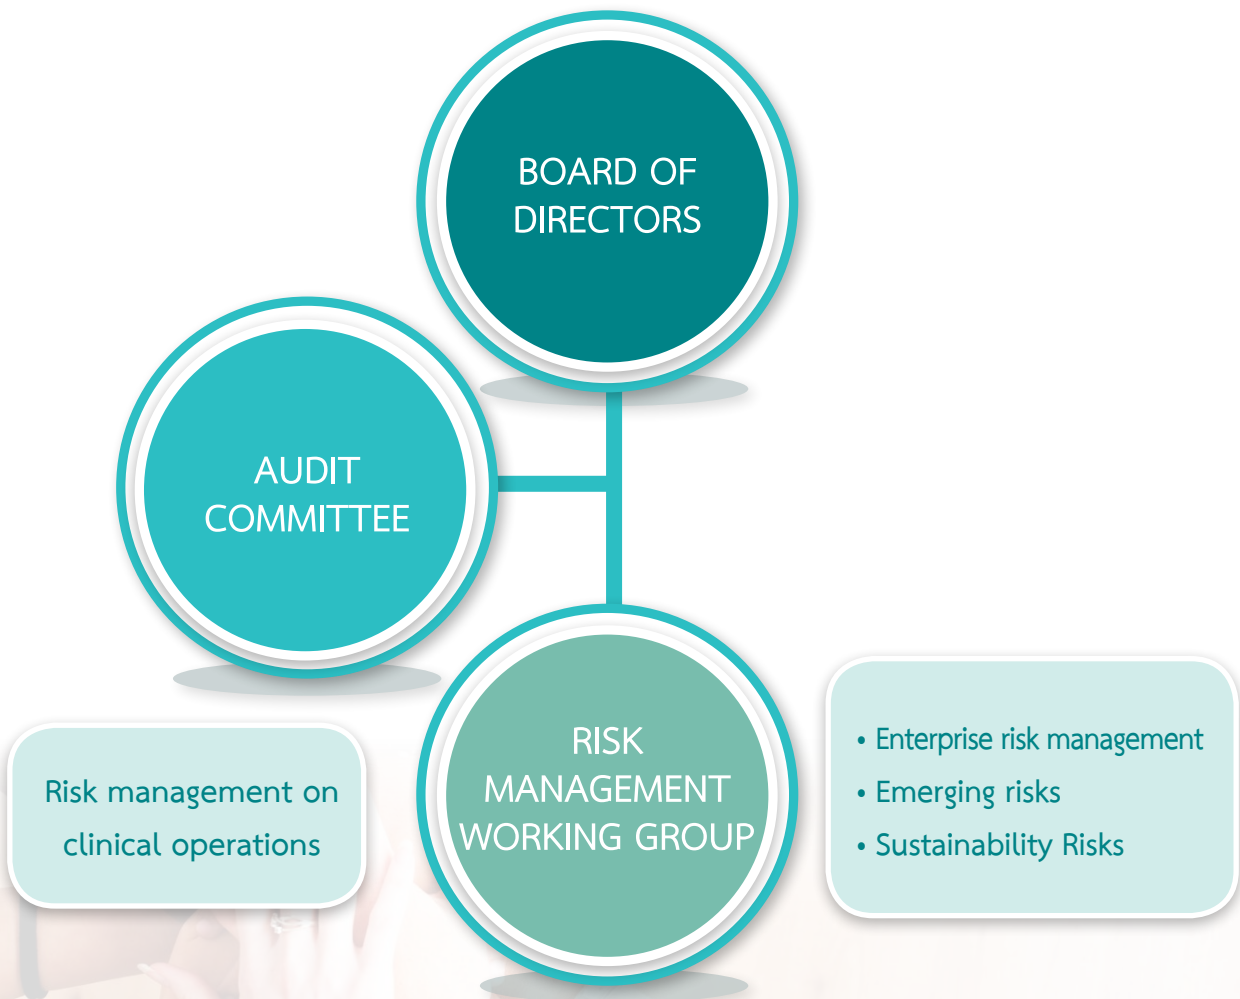 BOARD OF
DIRECTORS
AUDIT
COMMITTEE
RISK
MANAGEMENT
WORKING GROUP
Risk management on
clinical operations
• Enterprise risk management
• Emerging risks
• Sustainability Risks